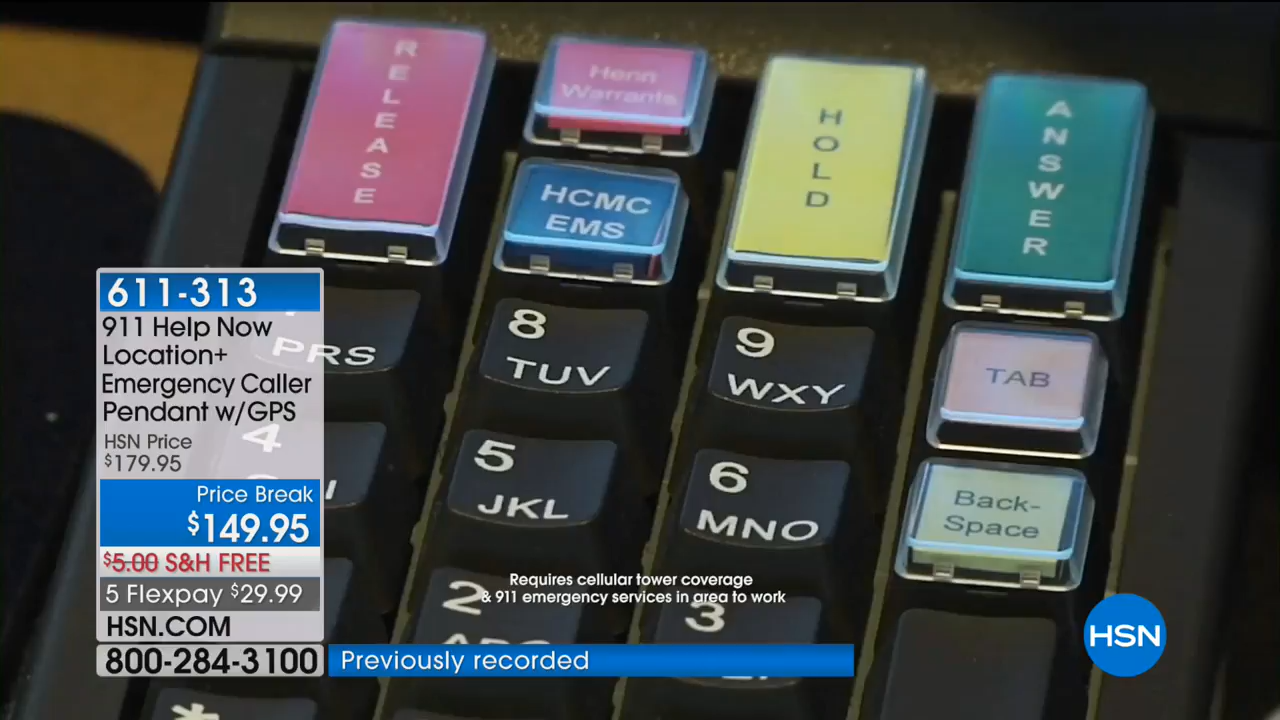 RELEASE
Henn
Warrants
HCMC
EMS
HOLD
ANSWER
PRS
8
TUV
9
WXY
TAB
4
5
JKL
6
MNO
Back-
Space
2
3
*
611-313
911 Help Now
Location+
Emergency Caller
Pendant w/GPS
HSN Price
$179.95
Price Break
$149.95
$5.00 S&H FREE
5 Flexpay $29.99
HSN.COM
800-284-3100
Previously recorded
Requires cellular tower coverage
& 911 emergency services in area to work
HSN